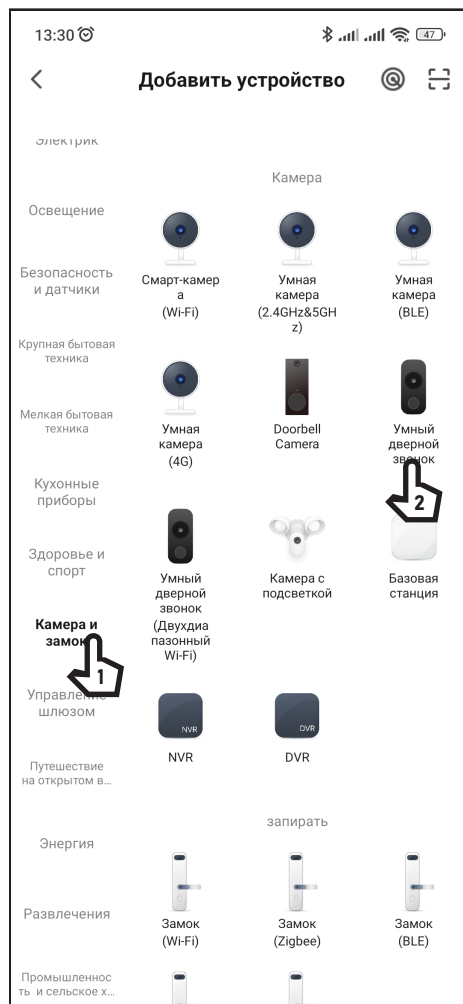 13:30
47
Добавить устройство
Электрик
Освещение
Безопасность
и датчики
Крупная бытовая
техника
Мелкая бытовая
техника
Кухонные
приборы
Здоровье и
спорт
Камера и
замок
1
Управление
шлюзом
Путешествие
на открытом в...
Энергия
Развлечения
Промышленнос
ть и сельское х...
Камера
Смарт-камер
а
(Wi-Fi)
Умная
камера
(2.4GHz&5GH
z)
Умная
камера
(BLE)
Умная
камера
(4G)
Doorbell
Camera
Умный
дверной
звонок
2
Умный
дверной
звонок
(Двухдиа
пазонный
Wi-Fi)
Камера с
подсветкой
Базовая
станция
NVR
NVR
DVR
DVR
запирать
Замок
(Wi-Fi)
Замок
(Zigbee)
Замок
(BLE)